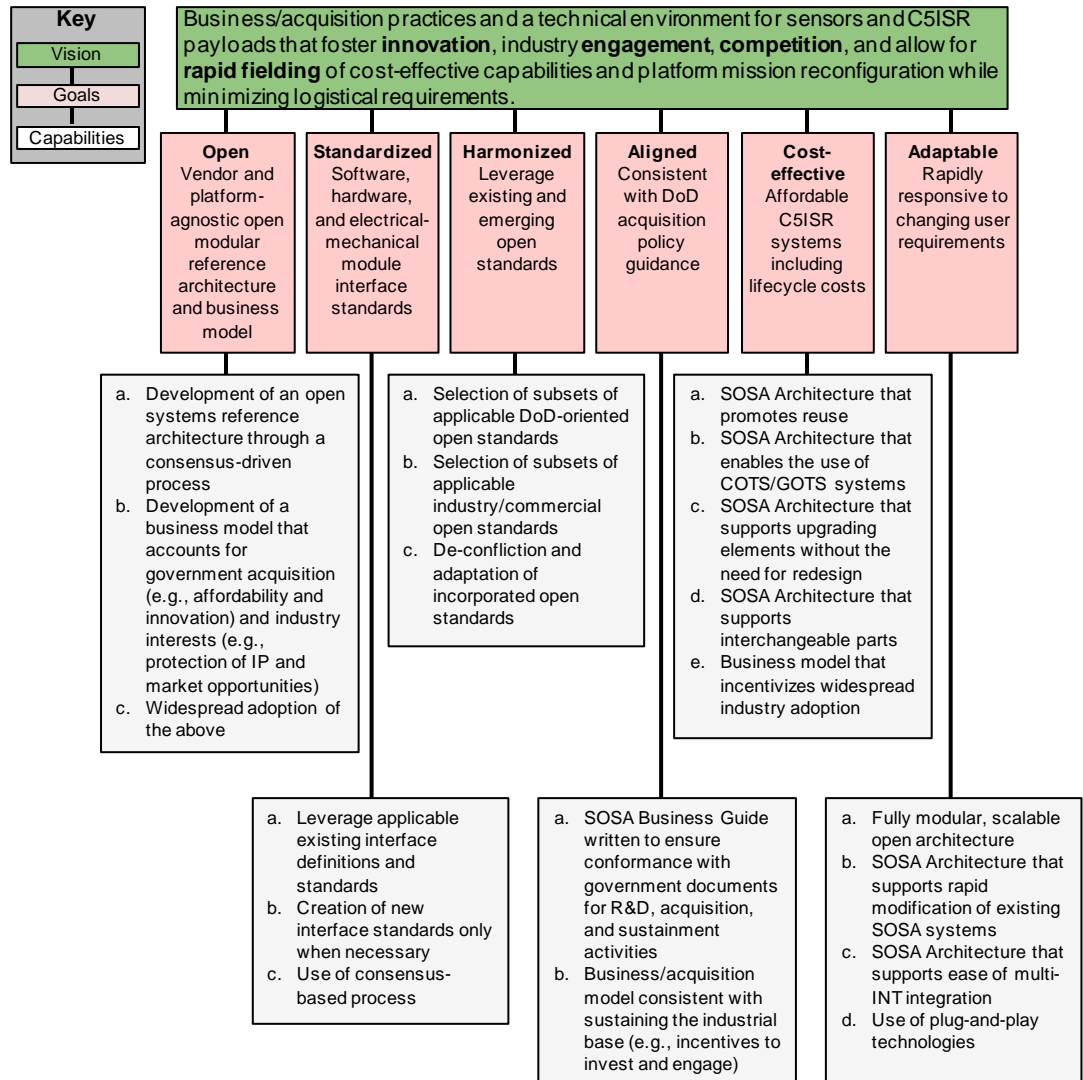 Key
Vision
Goals
Capabilities
Business/acquisition practices and a technical environment for sensors and C5ISR
payloads that foster innovation, industry engagement, competition, and allow for
rapid fielding of cost-effective capabilities and platform mission reconfiguration while
minimizing logistical requirements.
Open
Vendor and
platform-
agnostic open
modular
reference
architecture
and business
model
Standardized
Software,
hardware,
and electrical-
mechanical
module
interface
standards
Harmonized
Leverage
existing and
emerging
open
standards
Aligned
Consistent
with DoD
acquisition
policy
guidance
Cost-
effective
Affordable
C5ISR
systems
including
lifecycle costs
Adaptable
Rapidly
responsive to
changing user
requirements
a. Development of an open
systems reference
architecture through a
consensus-driven
process
b. Development of a
business model that
accounts for
government acquisition
(e.g., affordability and
innovation) and industry
interests (e.g.,
protection of IP and
market opportunities)
c. Widespread adoption of
the above
a. Selection of subsets of
applicable DoD-oriented
open standards
b. Selection of subsets of
applicable
industry/commercial
open standards
c. De-confliction and
adaptation of
incorporated open
standards
a. SOSA Architecture that
promotes reuse
b. SOSA Architecture that
enables the use of
COTS/GOTS systems
c. SOSA Architecture that
supports upgrading
elements without the
need for redesign
d. SOSA Architecture that
supports
interchangeable parts
e. Business model that
incentivizes widespread
industry adoption
a. Leverage applicable
existing interface
definitions and
standards
b. Creation of new
interface standards only
when necessary
c. Use of consensus-
based process
a. SOSA Business Guide
written to ensure
conformance with
government documents
for R&D, acquisition,
and sustainment
activities
b. Business/acquisition
model consistent with
sustaining the industrial
base (e.g., incentives to
invest and engage)
a. Fully modular, scalable
open architecture
b. SOSA Architecture that
supports rapid
modification of existing
SOSA systems
c. SOSA Architecture that
supports ease of multi-
INT integration
d. Use of plug-and-play
technologies